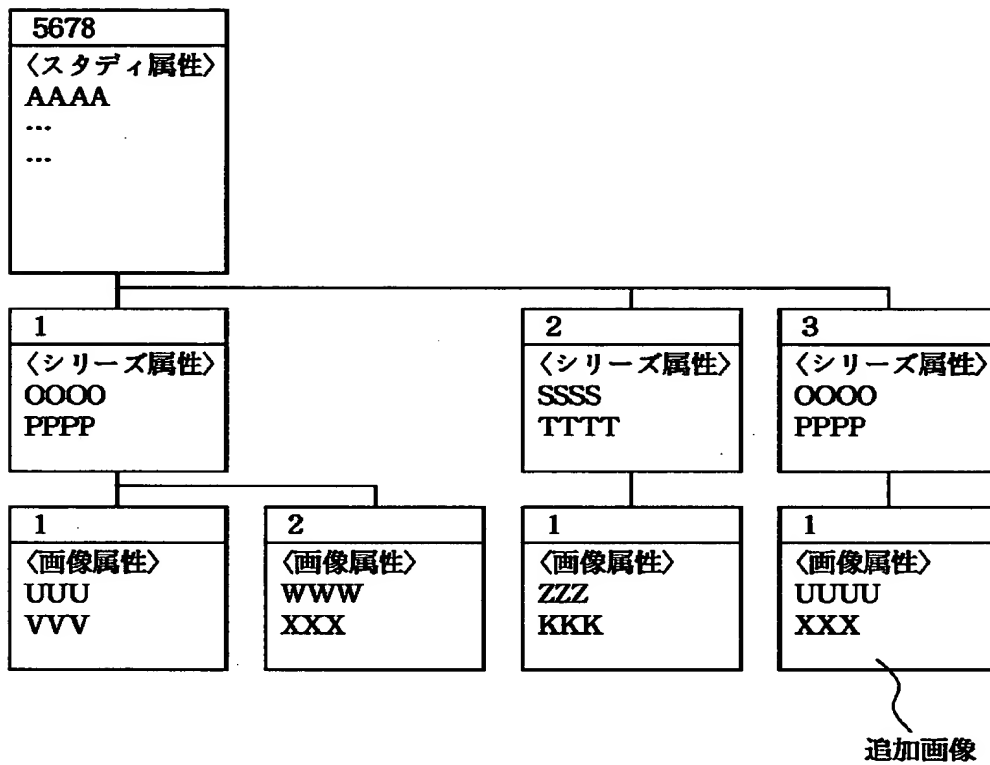 5678
〈スタディ属性〉
AAAA
…
…
1
〈シリーズ属性〉
OOOO
PPPP
2
〈シリーズ属性〉
SSSS
TTTT
3
〈シリーズ属性〉
OOOO
PPPP
1
〈画像属性〉
UUU
VVV
2
〈画像属性〉
WWW
XXX
1
〈画像属性〉
ZZZ
KKK
1
〈画像属性〉
UUUU
XXX
追加画像